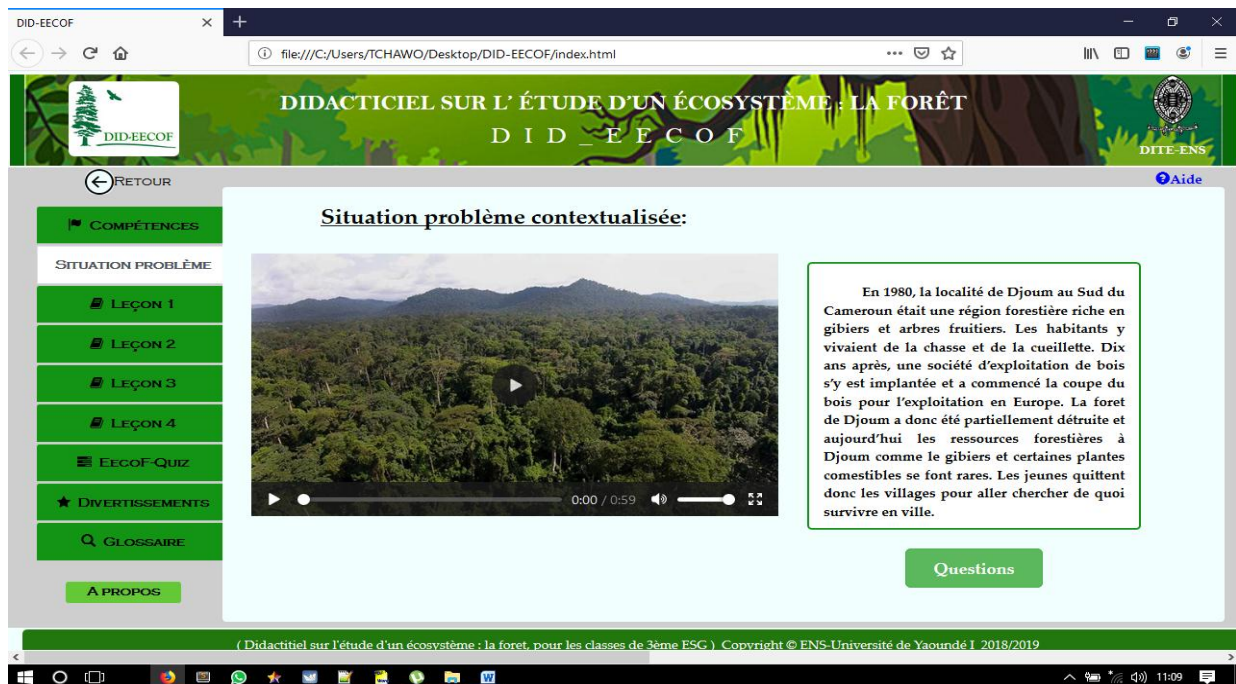 DID-EECOF
file:///C:/Users/TCHAWO/Desktop/DID-EECOF/index.html
DID-EECOF
DIDACTICIEL SUR L' ÉTUDE D'UN ÉCOSYSTÈME : LA FORÊT
DID_EECOF
DITE-ENS
RETOUR
Aide
COMPÉTENCES
SITUATION PROBLÈME
LEÇON 1
LEÇON 2
LEÇON 3
LEÇON 4
EECOF-QUIZ
DIVERTISSEMENTS
GLOSSAIRE
A PROPOS
Situation problème contextualisée:
0:00 / 0:59
En 1980, la localité de Djoum au Sud du
Cameroun était une région forestière riche en
gibiers et arbres fruitiers. Les habitants y
vivaient de la chasse et de la cueillette. Dix
ans après, une société d'exploitation de bois
s'y est implantée et a commencé la coupe du
bois pour l'exploitation en Europe. La foret
de Djoum a donc été partiellement détruite et
aujourd'hui les ressources forestières à
Djoum comme le gibiers et certaines plantes
comestibles se font rares. Les jeunes quittent
donc les villages pour aller chercher de quoi
survivre en ville.
Questions
( Didactitiel sur l'étude d'un écosystème : la foret, pour les classes de 3ème ESG ) Copyright © ENS-Université de Yaoundé I 2018/2019
11:09